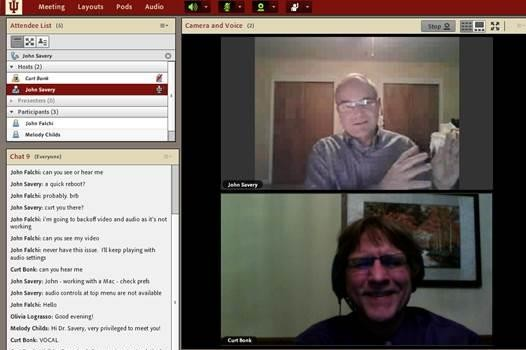 Meeting Layouts Pods Audio
Attendee List (5)
John Savery
Hosts (2)
Curt Bonk
John Savery
Presenters (0)
Participants (3)
John Falchi
Melody Childs
Chat 9 (Everyone)
John Falchi: can you see or hear me
John Savery: a quick reboot?
John Falchi: probably. brb
John Savery: curt you there?
John Falchi: i'm going to backoff video and audio as it's not
working
John Falchi: can you see my video
John Falchi: never have this issue. I'll keep playing with
audio settings
Curt Bonk: can you hear me
John Savery: John - working with a Mac - check prefs
John Savery: audio controls at top menu are not available
John Falchi: Hello
Olivia Lograsso: Good evening!
Melody Childs: Hi Dr. Savery, very privileged to meet you!
Curt Bonk: VOCAL
Camera and Voice (2)
Stop
John Savery
Curt Bonk